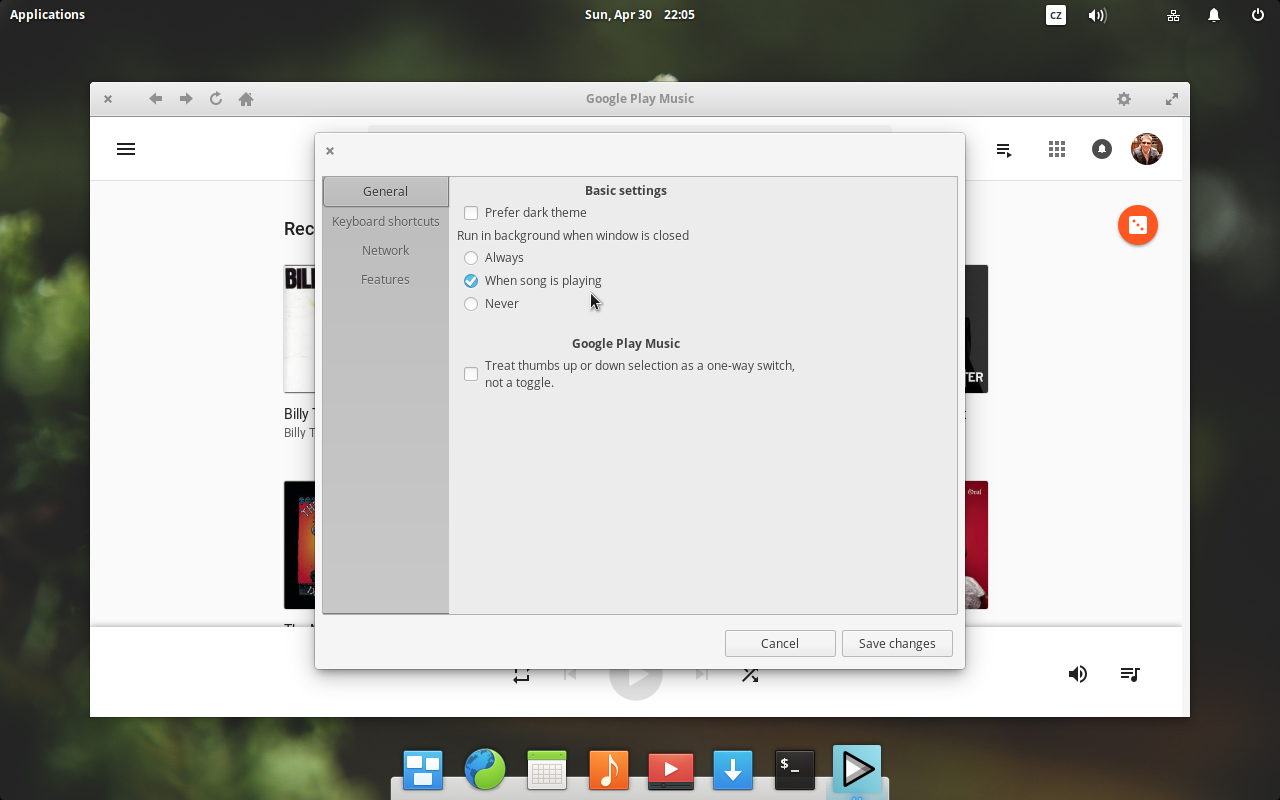 Applications
Sun, Apr 30 22:05
cz
Google Play Music
General
Keyboard shortcuts
Network
Features
Basic settings
Prefer dark theme
Run in background when window is closed
Always
When song is playing
Never
Google Play Music
Treat thumbs up or down selection as a one-way switch,
not a toggle.
Cancel
Save changes
Rec
BIL
Billy T
Billy T
TER
$_